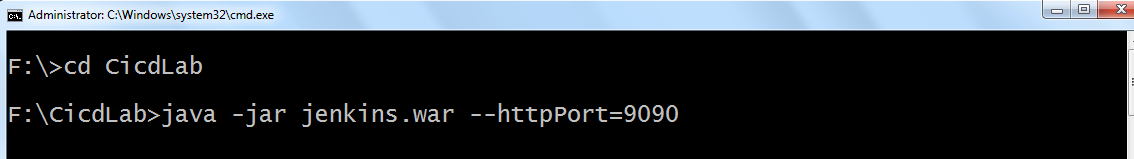 Administrator: C:\Windows\system32\cmd.exe
F:\>cd CicdLab
F:\CicdLab>java -jar jenkins.war --httpPort=9090